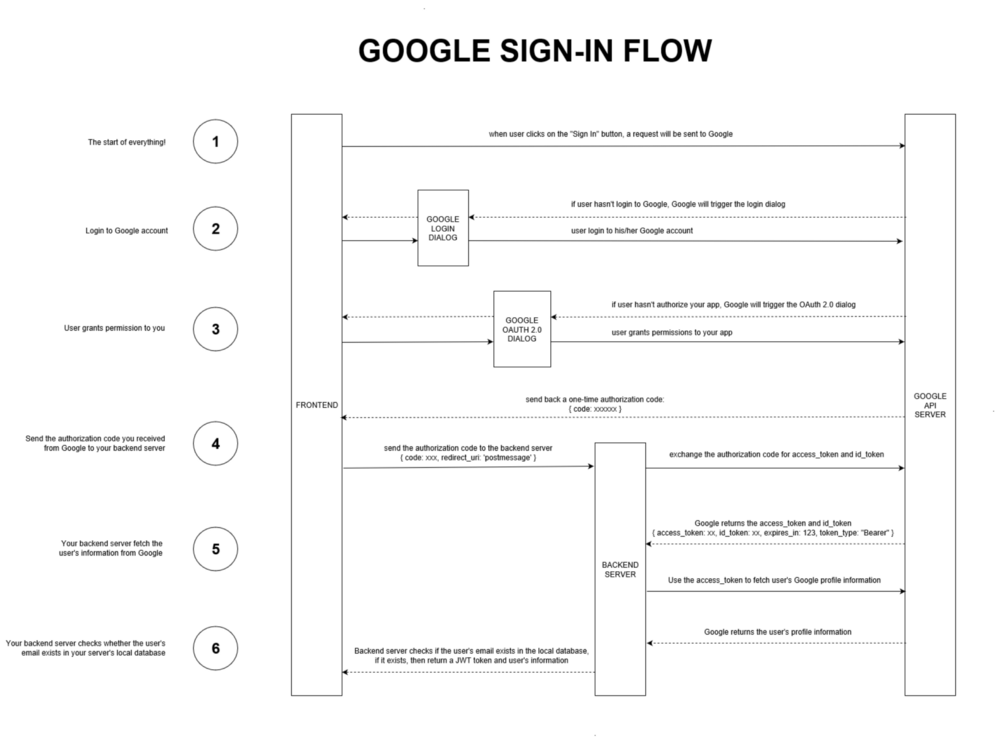 GOOGLE SIGN-IN FLOW
The start of everything!
1
when user clicks on the "Sign In" button, a request will be sent to Google
Login to Google account
2
GOOGLE
LOGIN
DIALOG
if user hasn't login to Google, Google will trigger the login dialog
user login to his/her Google account
User grants permission to you
3
GOOGLE
OAUTH 2.0
DIALOG
if user hasn't authorize your app, Google will trigger the OAuth 2.0 dialog
user grants permissions to your app
FRONTEND
send back a one-time authorization code:
{ code: xxxxxx }
GOOGLE
API
SERVER
Send the authorization code you received
from Google to your backend server
4
send the authorization code to the backend server
{ code: xxx, redirect_uri: 'postmessage' }
exchange the authorization code for access_token and id_token
Your backend server fetch the
user's information from Google
5
Google returns the access_token and id_token
{ access_token: xx, id_token: xx, expires_in: 123, token_type: "Bearer" }
BACKEND
SERVER
Use the access_token to fetch user's Google profile information
Your backend server checks whether the user's
email exists in your server's local database
6
Google returns the user's profile information
Backend server checks if the user's email exists in the local database,
if it exists, then return a JWT token and user's information